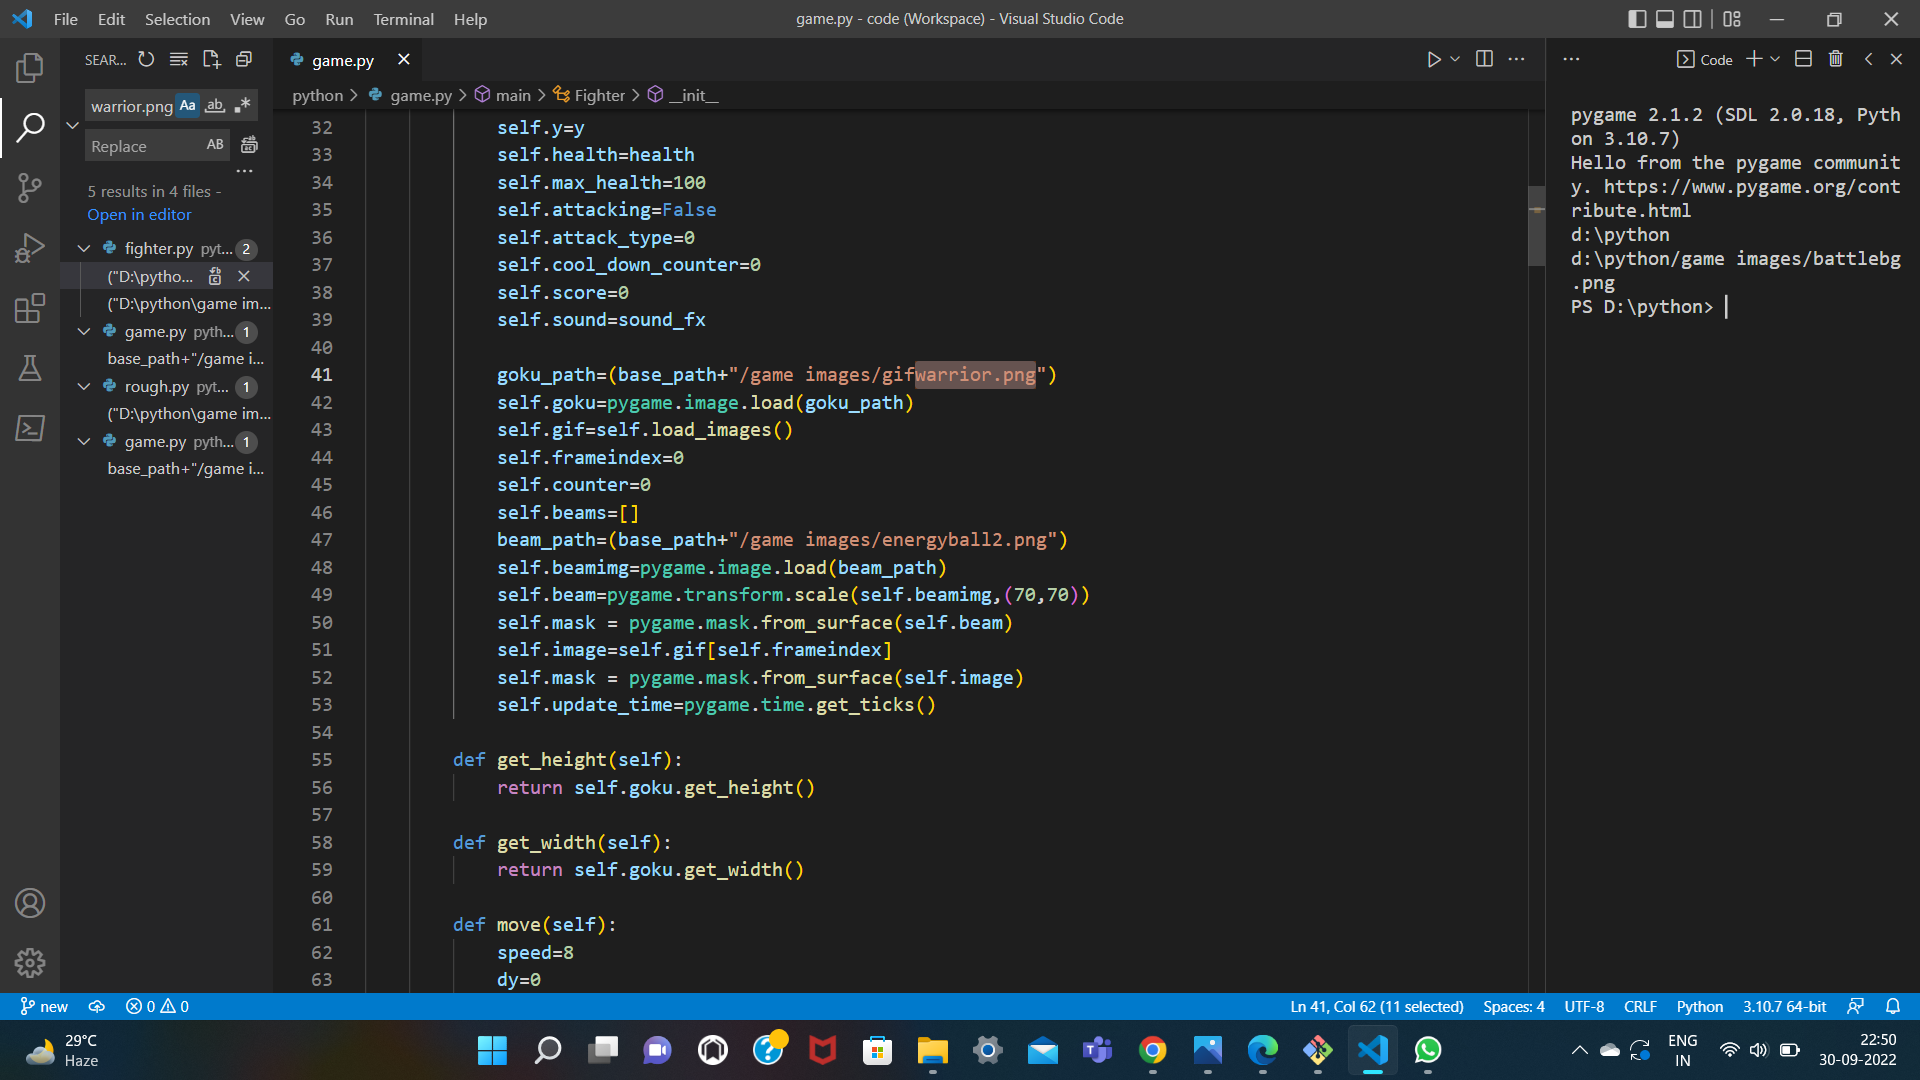 File Edit Selection View Go Run Terminal Help
game.py - code (Workspace) - Visual Studio Code
SEAR...
warrior.png Aa ab .*
Replace AB
5 results in 4 files -
Open in editor
fighter.py pyt... 2
("D:\pytho...
("D:\python\game im...
game.py pyth... 1
base_path+"/game i...
rough.py pyt... 1
("D:\python\game im...
game.py pyth... 1
base_path+"/game i...
game.py
python > game.py > main > Fighter > __init__
32 self.y=y
33 self.health=health
34 self.max_health=100
35 self.attacking=False
36 self.attack_type=0
37 self.cool_down_counter=0
38 self.score=0
39 self.sound=sound_fx
40
41 goku_path=(base_path+"/game images/gifwarrior.png")
42 self.goku=pygame.image.load(goku_path)
43 self.gif=self.load_images()
44 self.frameindex=0
45 self.counter=0
46 self.beams=[]
47 beam_path=(base_path+"/game images/energyball2.png")
48 self.beamimg=pygame.image.load(beam_path)
49 self.beam=pygame.transform.scale(self.beamimg,(70,70))
50 self.mask = pygame.mask.from_surface(self.beam)
51 self.image=self.gif[self.frameindex]
52 self.mask = pygame.mask.from_surface(self.image)
53 self.update_time=pygame.time.get_ticks()
54
55 def get_height(self):
56 return self.goku.get_height()
57
58 def get_width(self):
59 return self.goku.get_width()
60
61 def move(self):
62 speed=8
63 dy=0
Code
pygame 2.1.2 (SDL 2.0.18, Pyth
on 3.10.7)
Hello from the pygame communit
y. https://www.pygame.org/cont
ribute.html
d:\python
d:\python/game images/battlebg
.png
PS D:\python>
new 0 0
Ln 41, Col 62 (11 selected) Spaces: 4 UTF-8 CRLF Python 3.10.7 64-bit
29°C
Haze
ENG
IN
22:50
30-09-2022